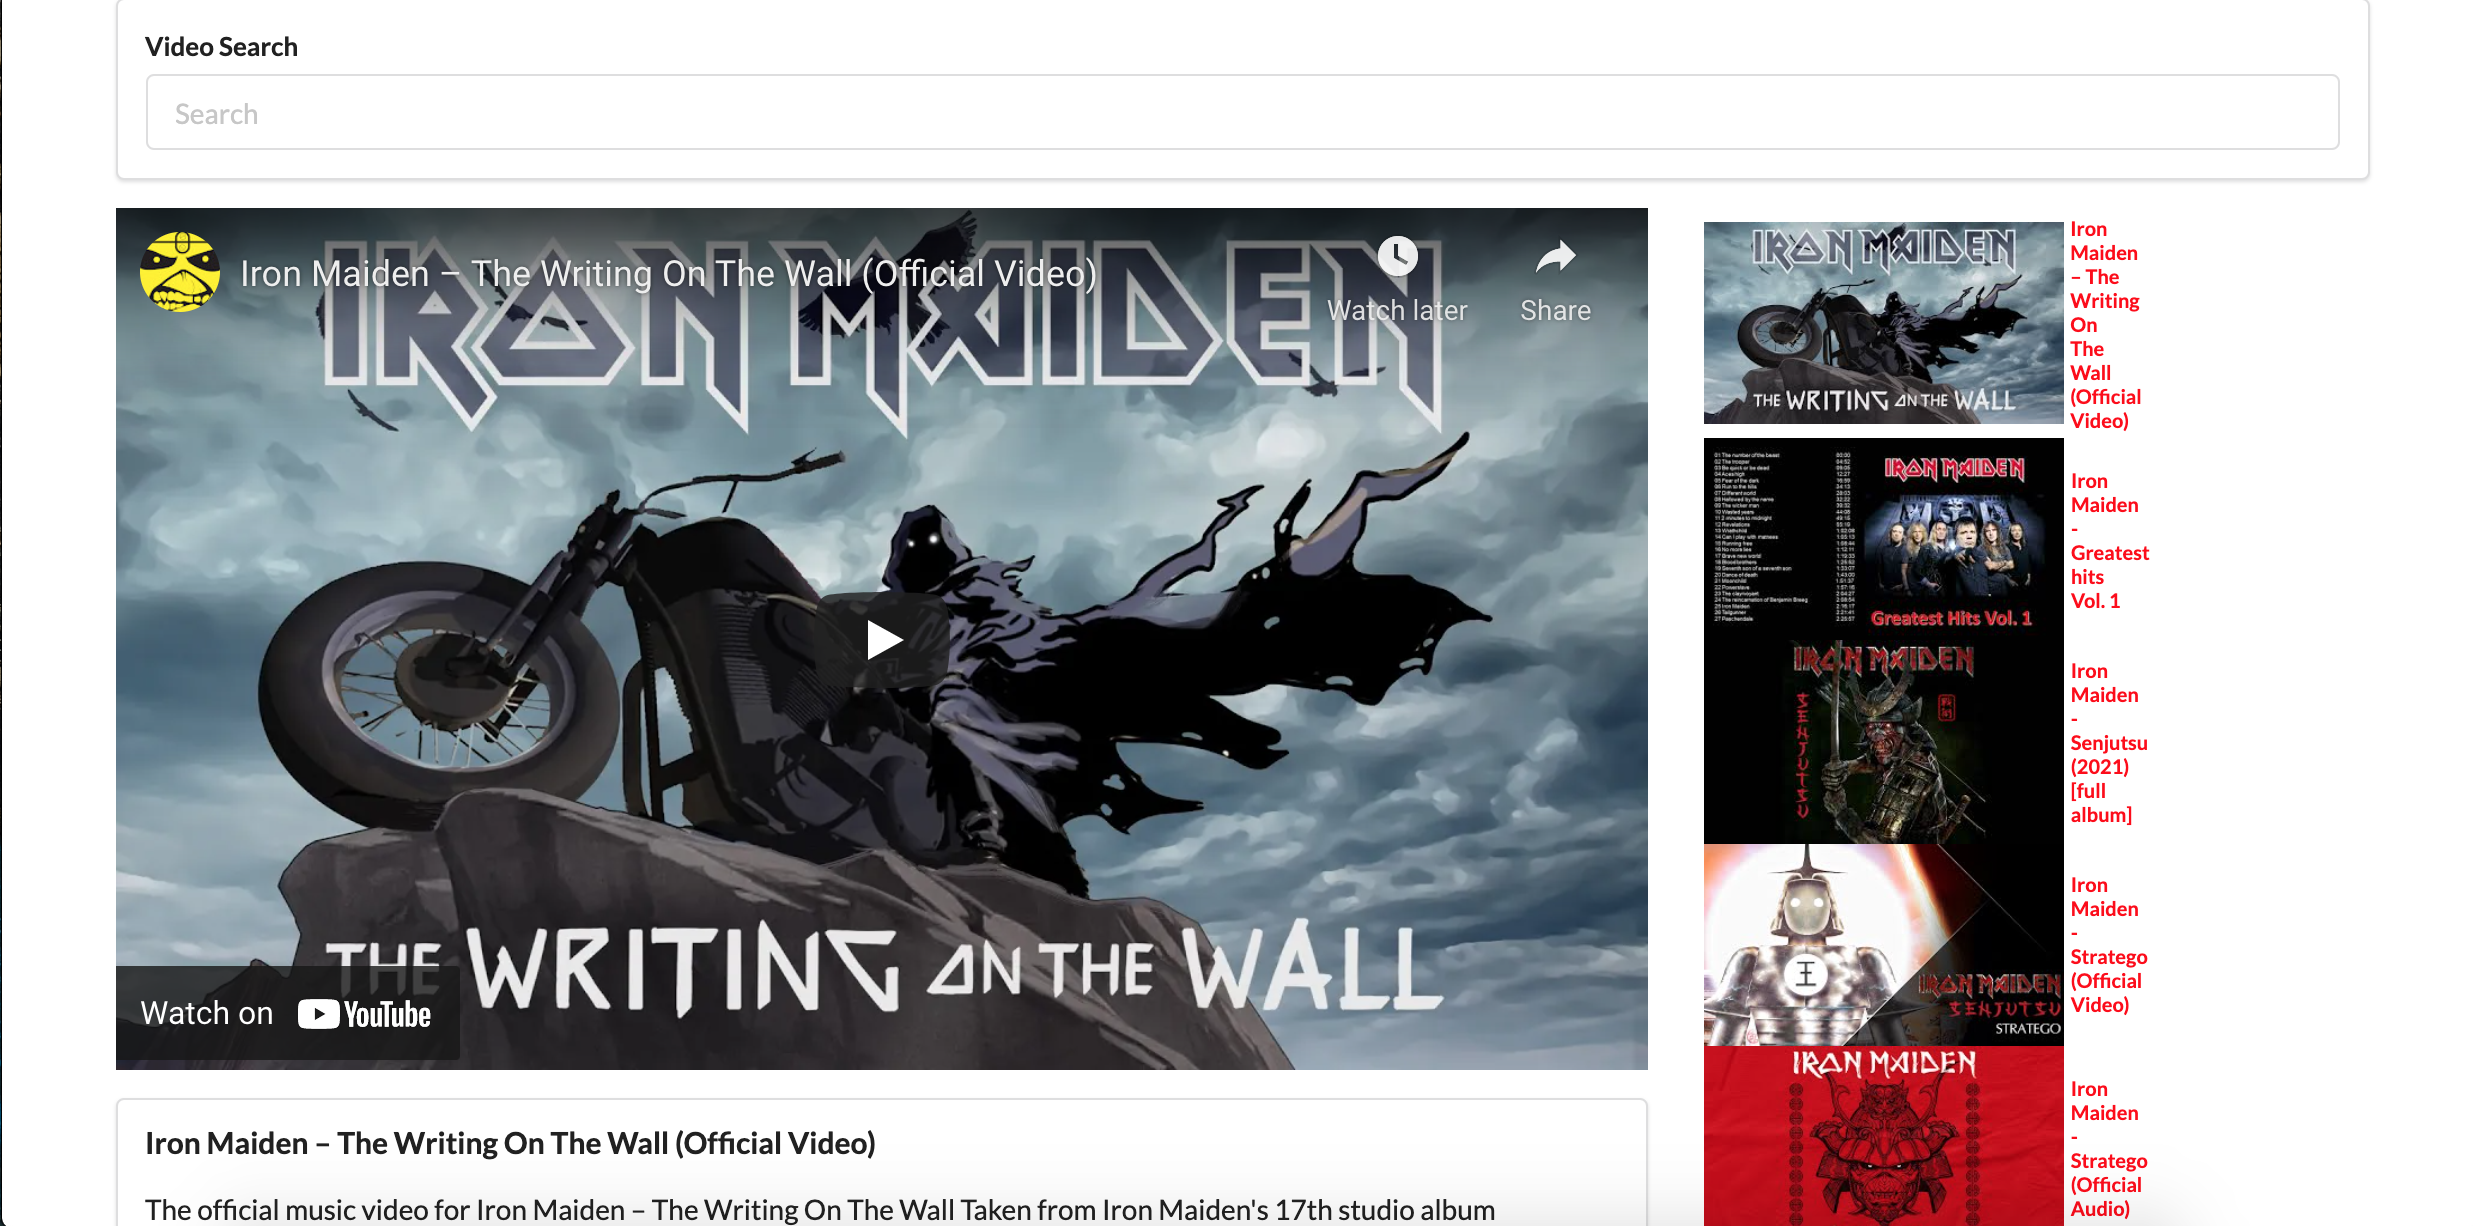 Video Search
Search
IRON MAIDEN
Iron Maiden – The Writing On The Wall (Official Video)
Watch later
Share
THE WRITING ON THE WALL
Watch on YouTube
Iron Maiden – The Writing On The Wall (Official Video)
The official music video for Iron Maiden – The Writing On The Wall Taken from Iron Maiden's 17th studio album
IRON MAIDEN
THE WRITING ON THE WALL
Iron
Maiden
– The
Writing
On
The
Wall
(Official
Video)
IRON MAIDEN
Greatest Hits Vol. 1
Iron
Maiden
-
Greatest
hits
Vol. 1
IRON MAIDEN
SENJUTSU
Iron
Maiden
-
Senjutsu
(2021)
[full
album]
IRON MAIDEN
SENJUTSU
STRATEGO
Iron
Maiden
-
Stratego
(Official
Video)
IRON MAIDEN
Iron
Maiden
-
Stratego
(Official
Audio)